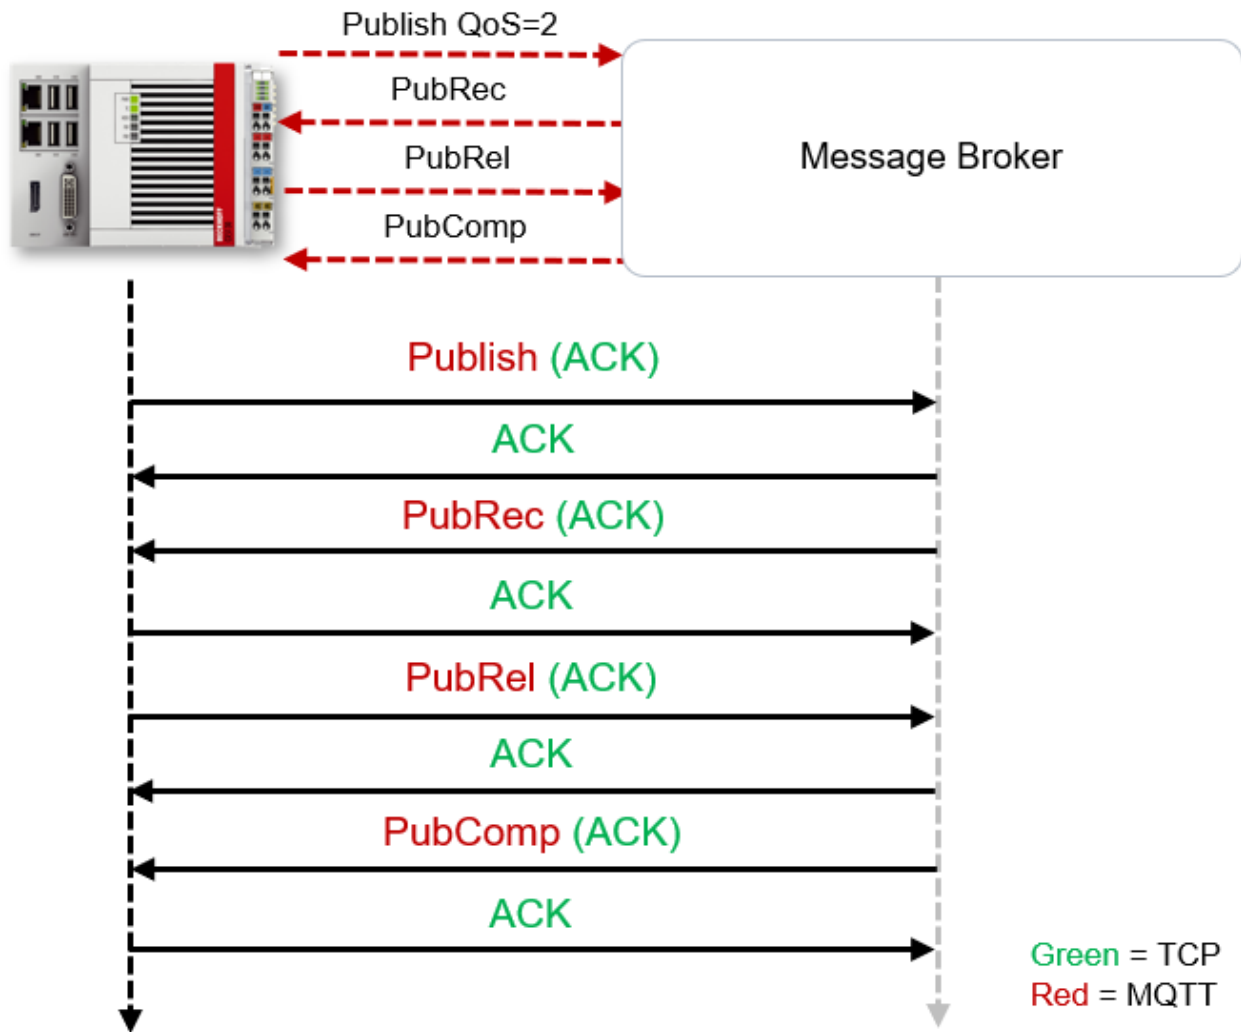 Publish QoS=2
PubRec
PubRel
PubComp
Message Broker
BECKHOFF
Publish (ACK)
ACK
PubRec (ACK)
ACK
PubRel (ACK)
ACK
PubComp (ACK)
ACK
Green = TCP
Red = MQTT